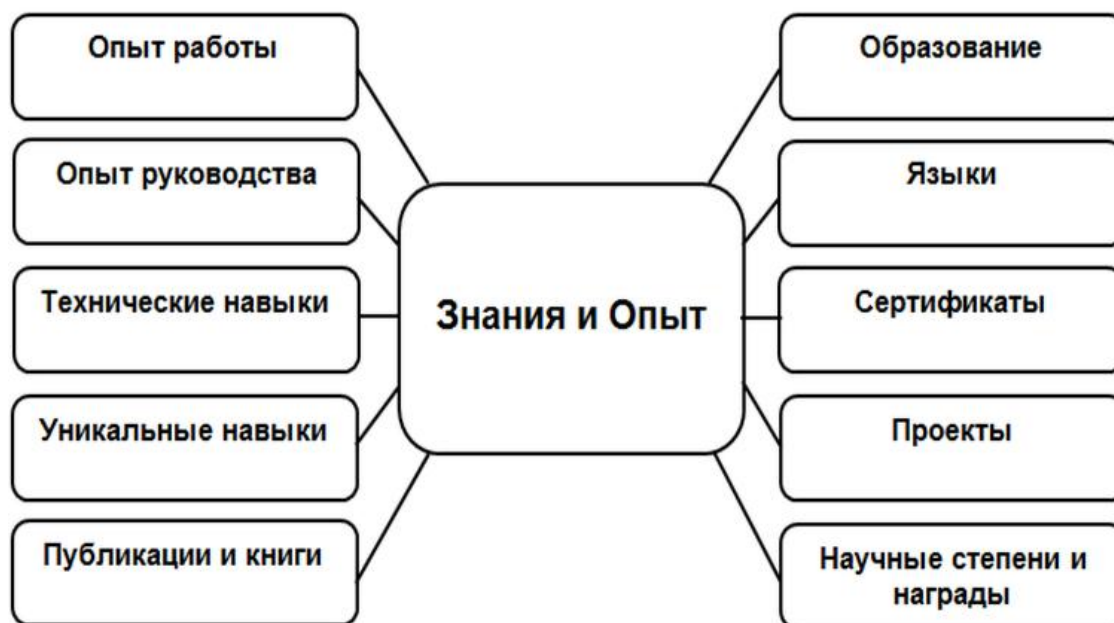 Опыт работы
Опыт руководства
Технические навыки
Уникальные навыки
Публикации и книги
Знания и Опыт
Образование
Языки
Сертификаты
Проекты
Научные степени и
награды